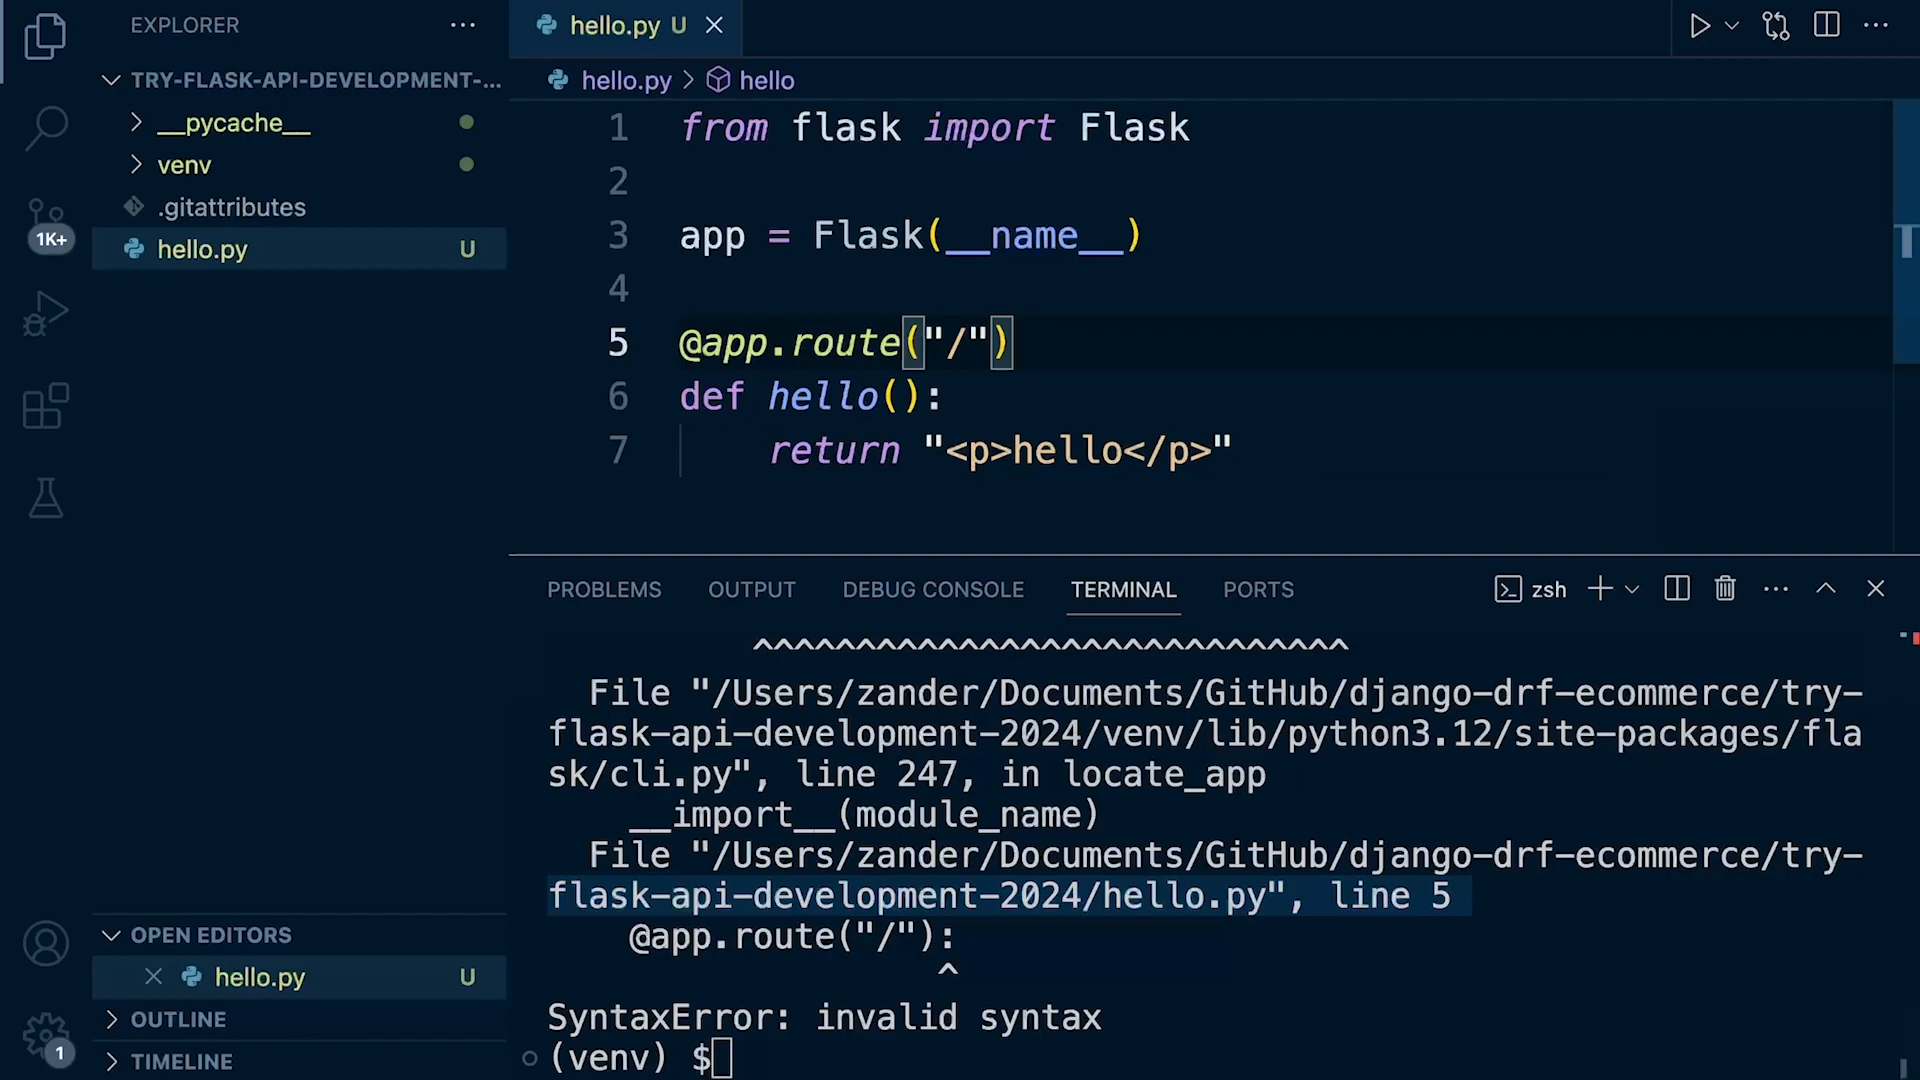 EXPLORER
hello.py U
TRY-FLASK-API-DEVELOPMENT-...
hello.py > hello
__pycache__
venv
.gitattributes
1K+
hello.py U
1 from flask import Flask
2
3 app = Flask(__name__)
4
5 @app.route("/")
6 def hello():
7 return "<p>hello</p>"
PROBLEMS OUTPUT DEBUG CONSOLE TERMINAL PORTS zsh
^^^^^^^^^^^^^^^^^^^^^^^^^^^^^
File "/Users/zander/Documents/GitHub/django-drf-ecommerce/try-
flask-api-development-2024/venv/lib/python3.12/site-packages/fla
sk/cli.py", line 247, in locate_app
__import__(module_name)
File "/Users/zander/Documents/GitHub/django-drf-ecommerce/try-
flask-api-development-2024/hello.py", line 5
@app.route("/"):
^
SyntaxError: invalid syntax
(venv) $
OPEN EDITORS
hello.py U
OUTLINE
1
TIMELINE